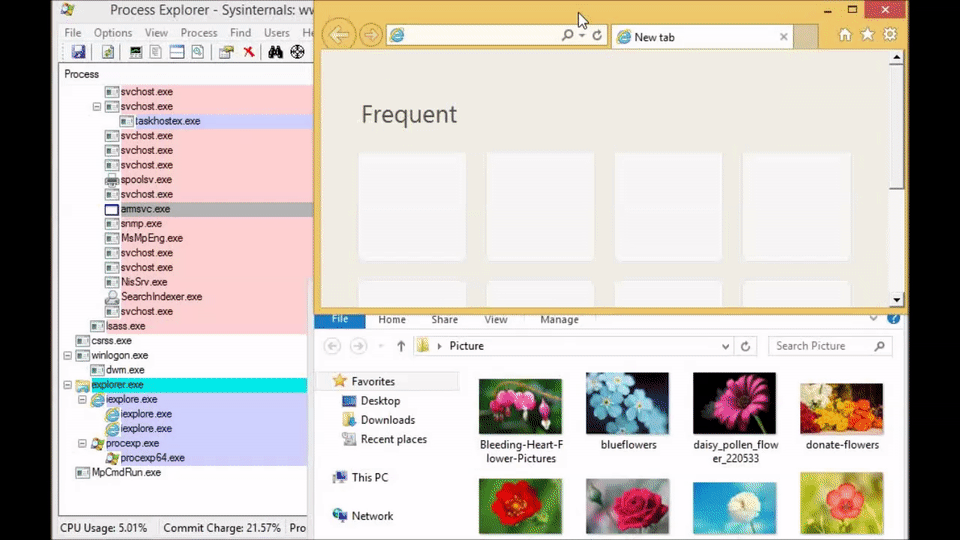 Process Explorer - Sysinternals: ww
File Options View Process Find Users He
Process
svchost.exe
svchost.exe
taskhostex.exe
svchost.exe
svchost.exe
svchost.exe
spoolsv.exe
svchost.exe
armsvc.exe
snmp.exe
MsMpEng.exe
svchost.exe
svchost.exe
NisSrv.exe
SearchIndexer.exe
svchost.exe
lsass.exe
csrss.exe
winlogon.exe
dwm.exe
explorer.exe
iexplore.exe
iexplore.exe
iexplore.exe
procexp.exe
procexp64.exe
MpCmdRun.exe
CPU Usage: 5.01% Commit Charge: 21.57% Pro
New tab
Frequent
File Home Share View Manage
Picture
Search Picture
Favorites
Desktop
Downloads
Recent places
This PC
Network
Bleeding-Heart-F
lower-Pictures
blueflowers
daisy_pollen_flow
er_220533
donate-flowers